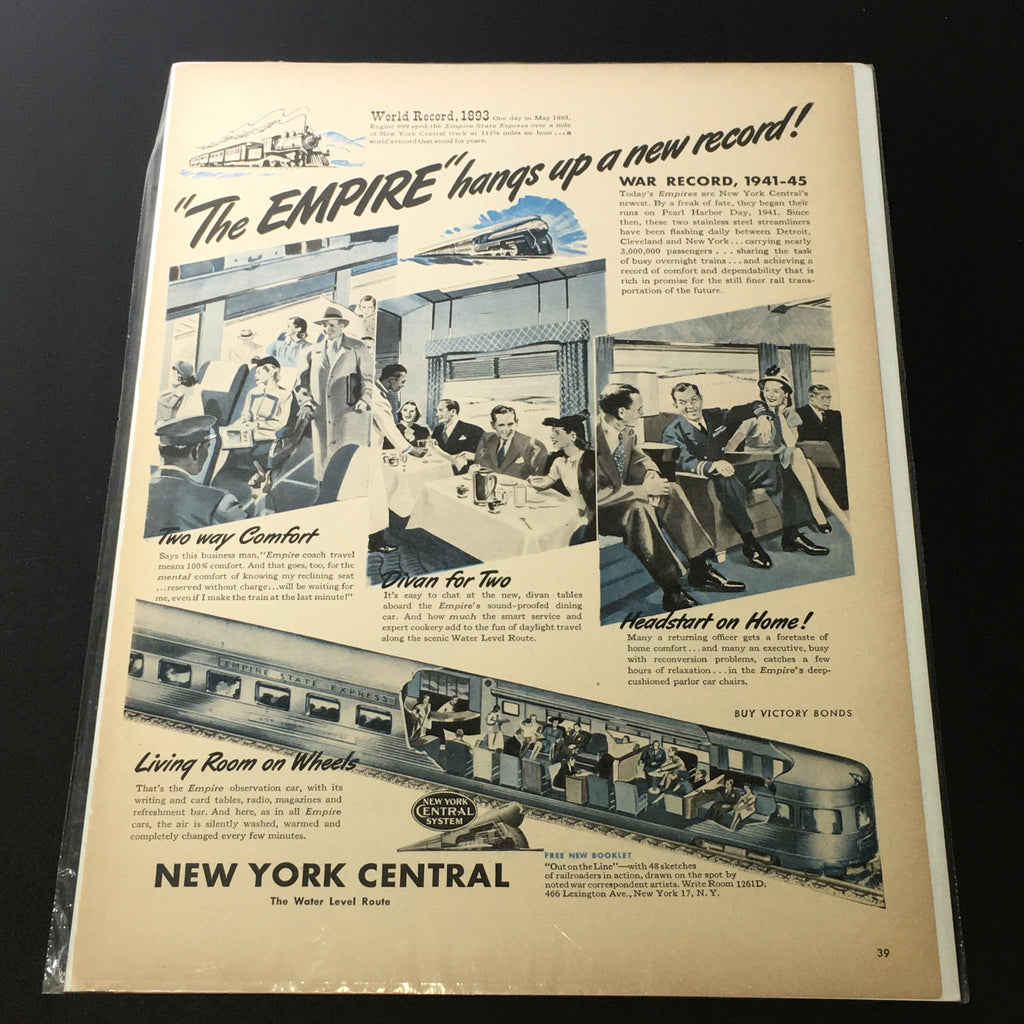 World Record, 1893 One day in May 1893,
Engine 999 sped the Empire State Express over a mile
of New York Central track at 112½ miles an hour...a
world's record that stood for years.
"The EMPIRE" hangs up a new record!
WAR RECORD, 1941-45
Today's Empires are New York Central's
newest. By a freak of fate, they began their
runs on Pearl Harbor Day, 1941. Since
then, these two stainless steel streamliners
have been flashing daily between Detroit,
Cleveland and New York...carrying nearly
3,000,000 passengers...sharing the task
of busy overnight trains...and achieving a
record of comfort and dependability that is
rich in promise for the still finer rail trans-
portation of the future.
Two way Comfort
Says this business man, "Empire coach travel
means 100% comfort. And that goes, too, for the
mental comfort of knowing my reclining seat
...reserved without charge...will be waiting for
me, even if I make the train at the last minute!"
Divan for Two
It's easy to chat at the new, divan tables
aboard the Empire's sound-proofed dining
car. And how much the smart service and
expert cookery add to the fun of daylight travel
along the scenic Water Level Route.
Headstart on Home!
Many a returning officer gets a foretaste of
home comfort...and many an executive, busy
with reconversion problems, catches a few
hours of relaxation...in the Empire's deep-
cushioned parlor car chairs.
BUY VICTORY BONDS
EMPIRE STATE EXPRESS
Living Room on Wheels
That's the Empire observation car, with its
writing and card tables, radio, magazines and
refreshment bar. And here, as in all Empire
cars, the air is silently washed, warmed and
completely changed every few minutes.
NEW YORK
CENTRAL
SYSTEM
NEW YORK CENTRAL
The Water Level Route
FREE NEW BOOKLET
"Out on the Line"—with 48 sketches
of railroaders in action, drawn on the spot by
noted war correspondent artists. Write Room 1261D,
466 Lexington Ave., New York 17, N. Y.
39